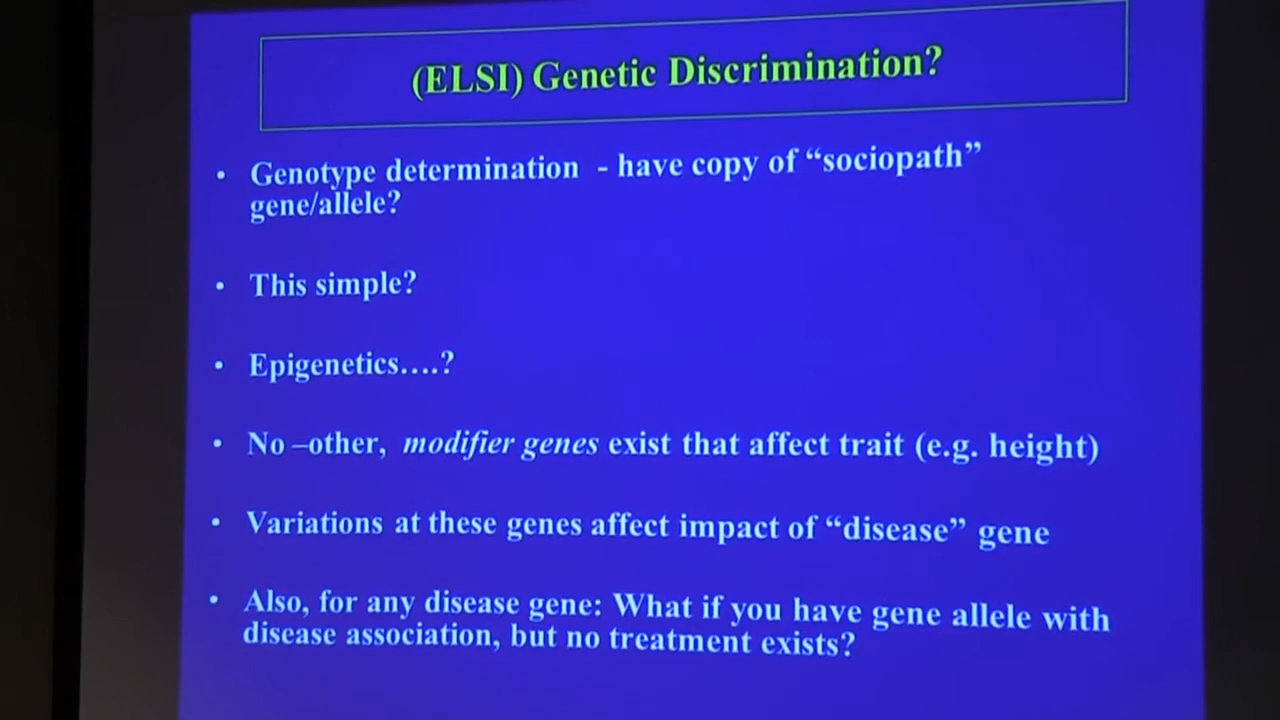 (ELSI) Genetic Discrimination?
• Genotype determination - have copy of “sociopath”
gene/allele?
• This simple?
• Epigenetics….?
• No –other, modifier genes exist that affect trait (e.g. height)
• Variations at these genes affect impact of “disease” gene
• Also, for any disease gene: What if you have gene allele with
disease association, but no treatment exists?